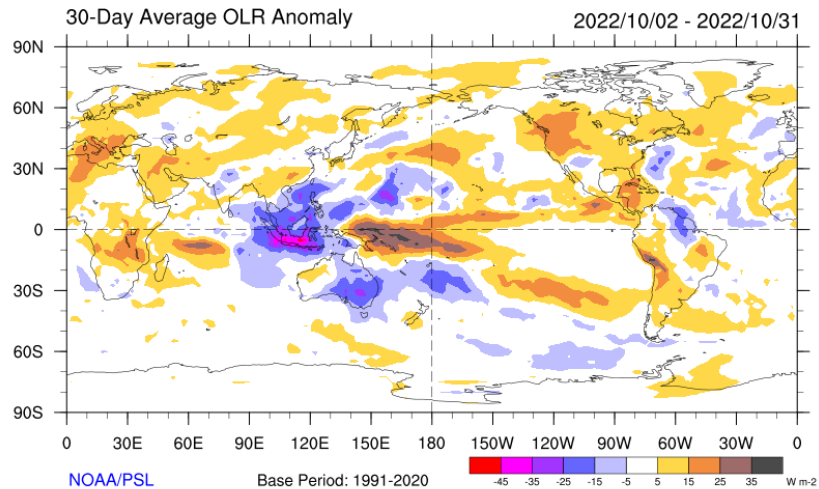 30-Day Average OLR Anomaly 2022/10/02 - 2022/10/31
90N
60N
30N
0
30S
60S
90S
0 30E 60E 90E 120E 150E 180 150W 120W 90W 60W 30W 0
NOAA/PSL Base Period: 1991-2020
-45 -35 -25 -15 -5 5 15 25 35 W m-2